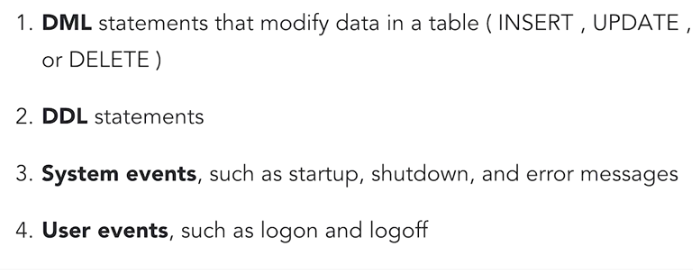 1. DML statements that modify data in a table ( INSERT , UPDATE ,
or DELETE )
2. DDL statements
3. System events, such as startup, shutdown, and error messages
4. User events, such as logon and logoff